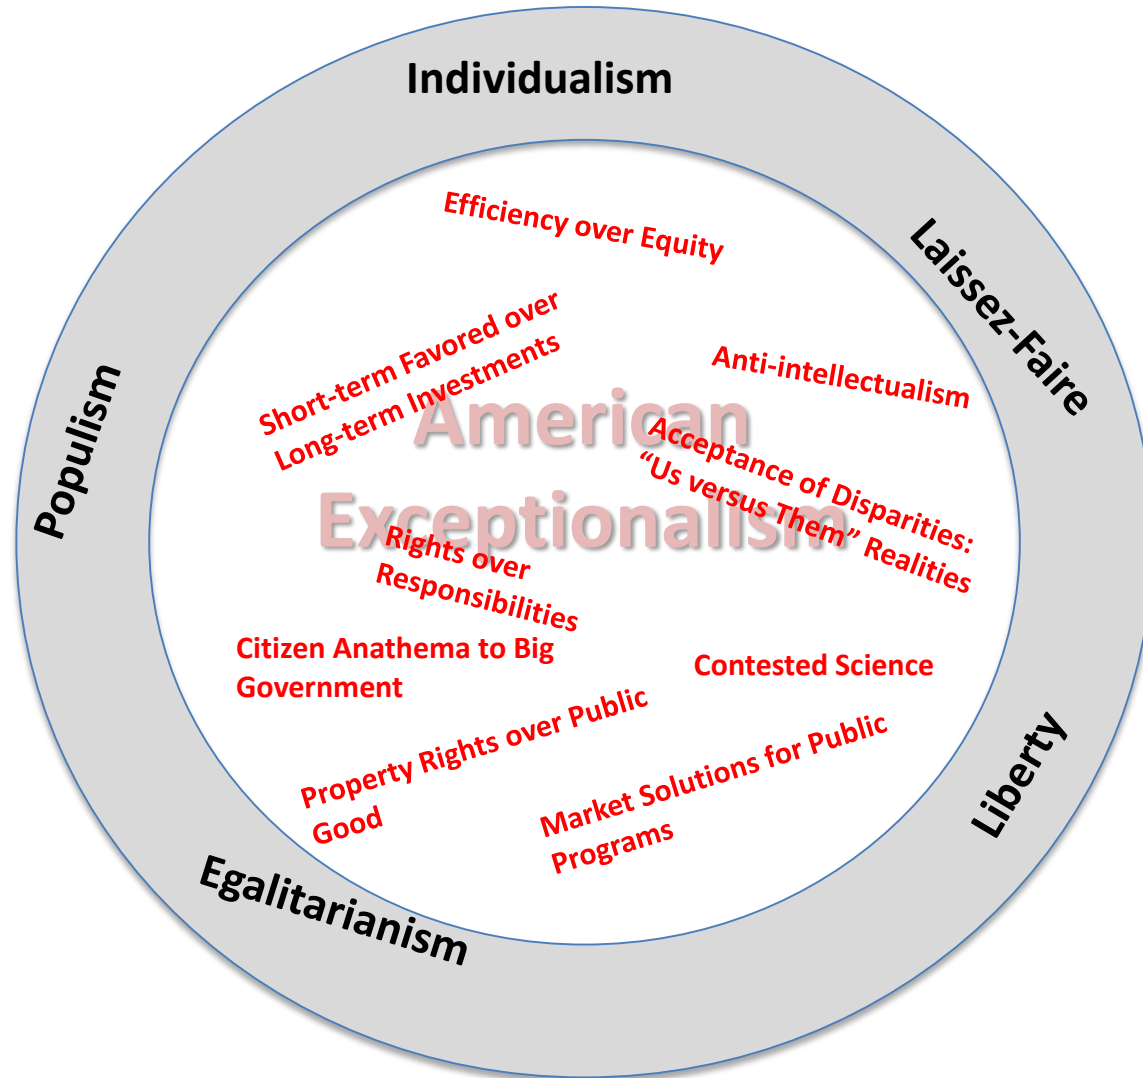 Individualism
Efficiency over Equity
Laissez-Faire
Short-term Favored over
Long-term Investments
Anti-intellectualism
Populism
American
Exceptionalism
Acceptance of Disparities:
“Us versus Them” Realities
Rights over
Responsibilities
Citizen Anathema to Big
Government
Contested Science
Property Rights over Public
Good
Market Solutions for Public
Programs
Liberty
Egalitarianism